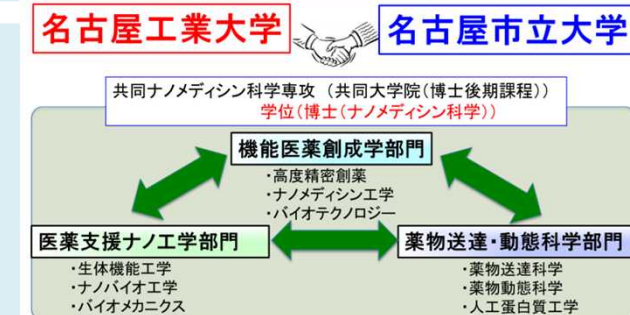 名古屋工業大学
名古屋市立大学
共同ナノメディシン科学専攻（共同大学院（博士後期課程））
学位（博士（ナノメディシン科学））
機能医薬創成学部門
・高度精密創薬
・ナノメディシン工学
・バイオテクノロジー
医薬支援ナノ工学部門
・生体機能工学
・ナノバイオ工学
・バイオメカニクス
薬物送達・動態科学部門
・薬物送達科学
・薬物動態科学
・人工蛋白質工学